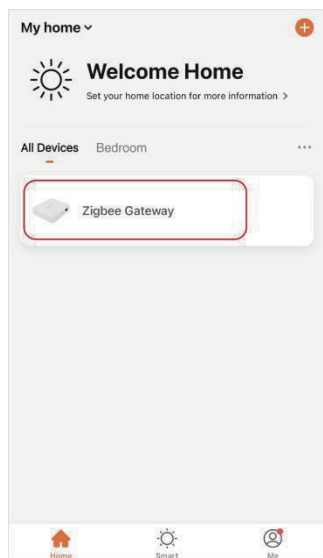 My home
Welcome Home
Set your home location for more information >
All Devices Bedroom
Zigbee Gateway
Home Smart Me